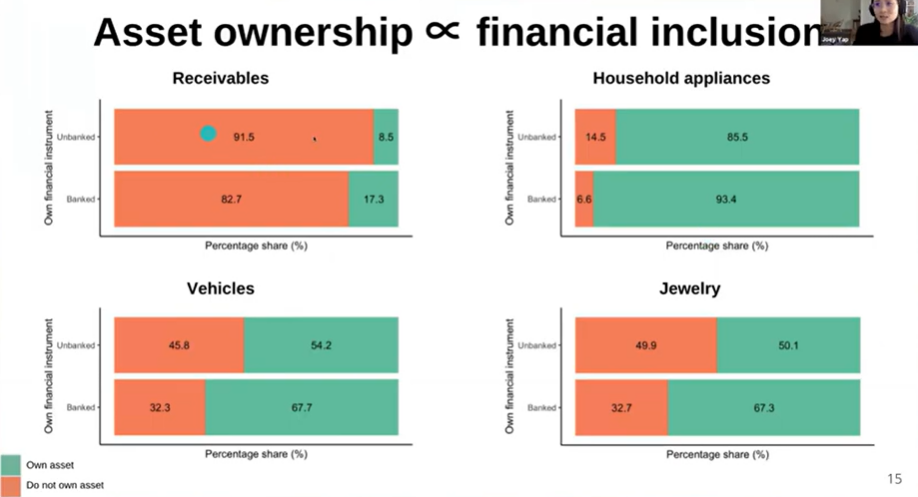 Asset ownership ∝ financial inclusion
Joey Yap
Receivables
Own financial instrument
Unbanked
91.5
8.5
Banked
82.7
17.3
Percentage share (%)
Household appliances
Own financial instrument
Unbanked
14.5
85.5
Banked
6.6
93.4
Percentage share (%)
Vehicles
Own financial instrument
Unbanked
45.8
54.2
Banked
32.3
67.7
Percentage share (%)
Jewelry
Own financial instrument
Unbanked
49.9
50.1
Banked
32.7
67.3
Percentage share (%)
Own asset
Do not own asset
15